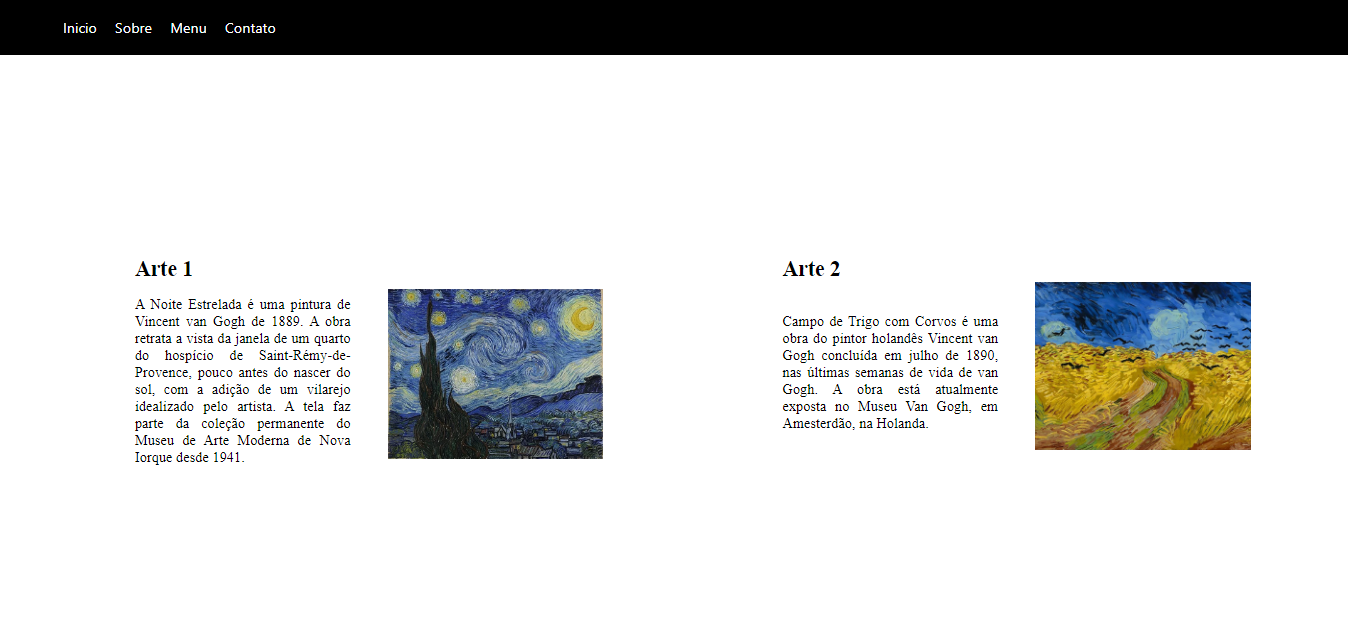 Inicio Sobre Menu Contato
Arte 1
A Noite Estrelada é uma pintura de
Vincent van Gogh de 1889. A obra
retrata a vista da janela de um quarto
do hospício de Saint-Rémy-de-
Provence, pouco antes do nascer do
sol, com a adição de um vilarejo
idealizado pelo artista. A tela faz
parte da coleção permanente do
Museu de Arte Moderna de Nova
Iorque desde 1941.
Arte 2
Campo de Trigo com Corvos é uma
obra do pintor holandês Vincent van
Gogh concluída em julho de 1890,
nas últimas semanas de vida de van
Gogh. A obra está atualmente
exposta no Museu Van Gogh, em
Amesterdão, na Holanda.